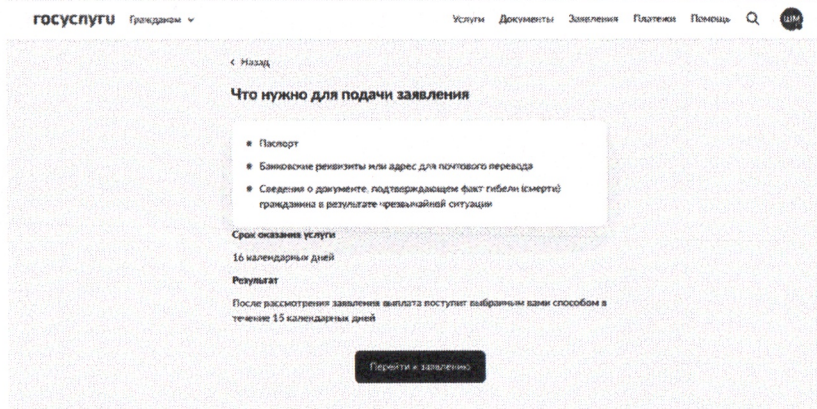 госуслуги Гражданам Услуги Документы Заявления Платежи Помощь ШМ
Назад
Что нужно для подачи заявления
Паспорт
Банковские реквизиты или адрес для почтового перевода
Сведения о документе, подтверждающем факт гибели (смерти)
гражданина в результате чрезвычайной ситуации
Срок оказания услуги
16 календарных дней
Результат
После рассмотрения заявления выплата поступит выбранным вами способом в
течение 15 календарных дней
Перейти к заявлению